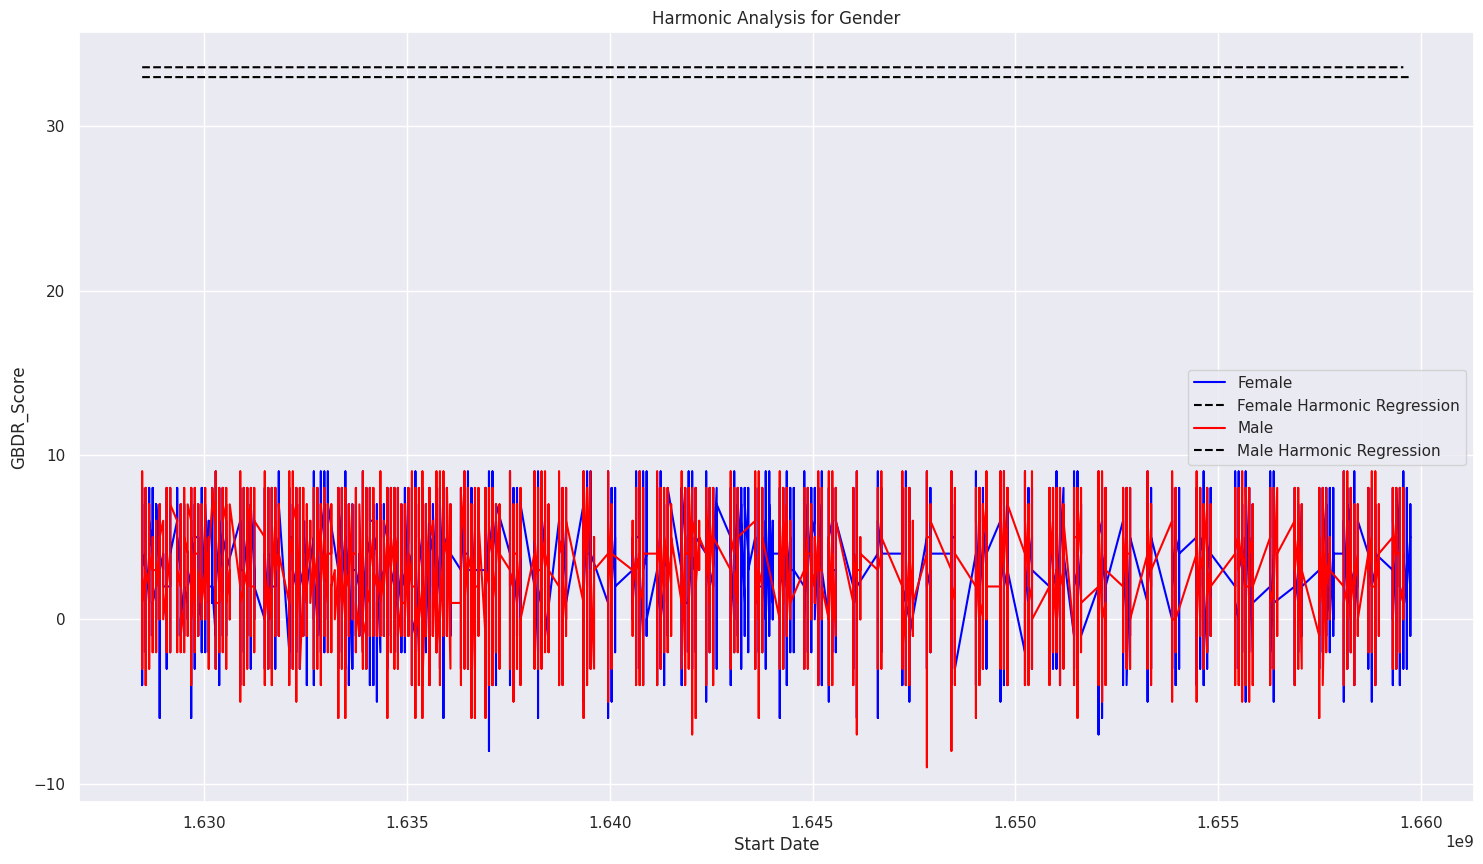 Harmonic Analysis for Gender
GBDR_Score
30
20
10
0
−10
Female
Female Harmonic Regression
Male
Male Harmonic Regression
1.630 1.635 1.640 1.645 1.650 1.655 1.660
1e9
Start Date